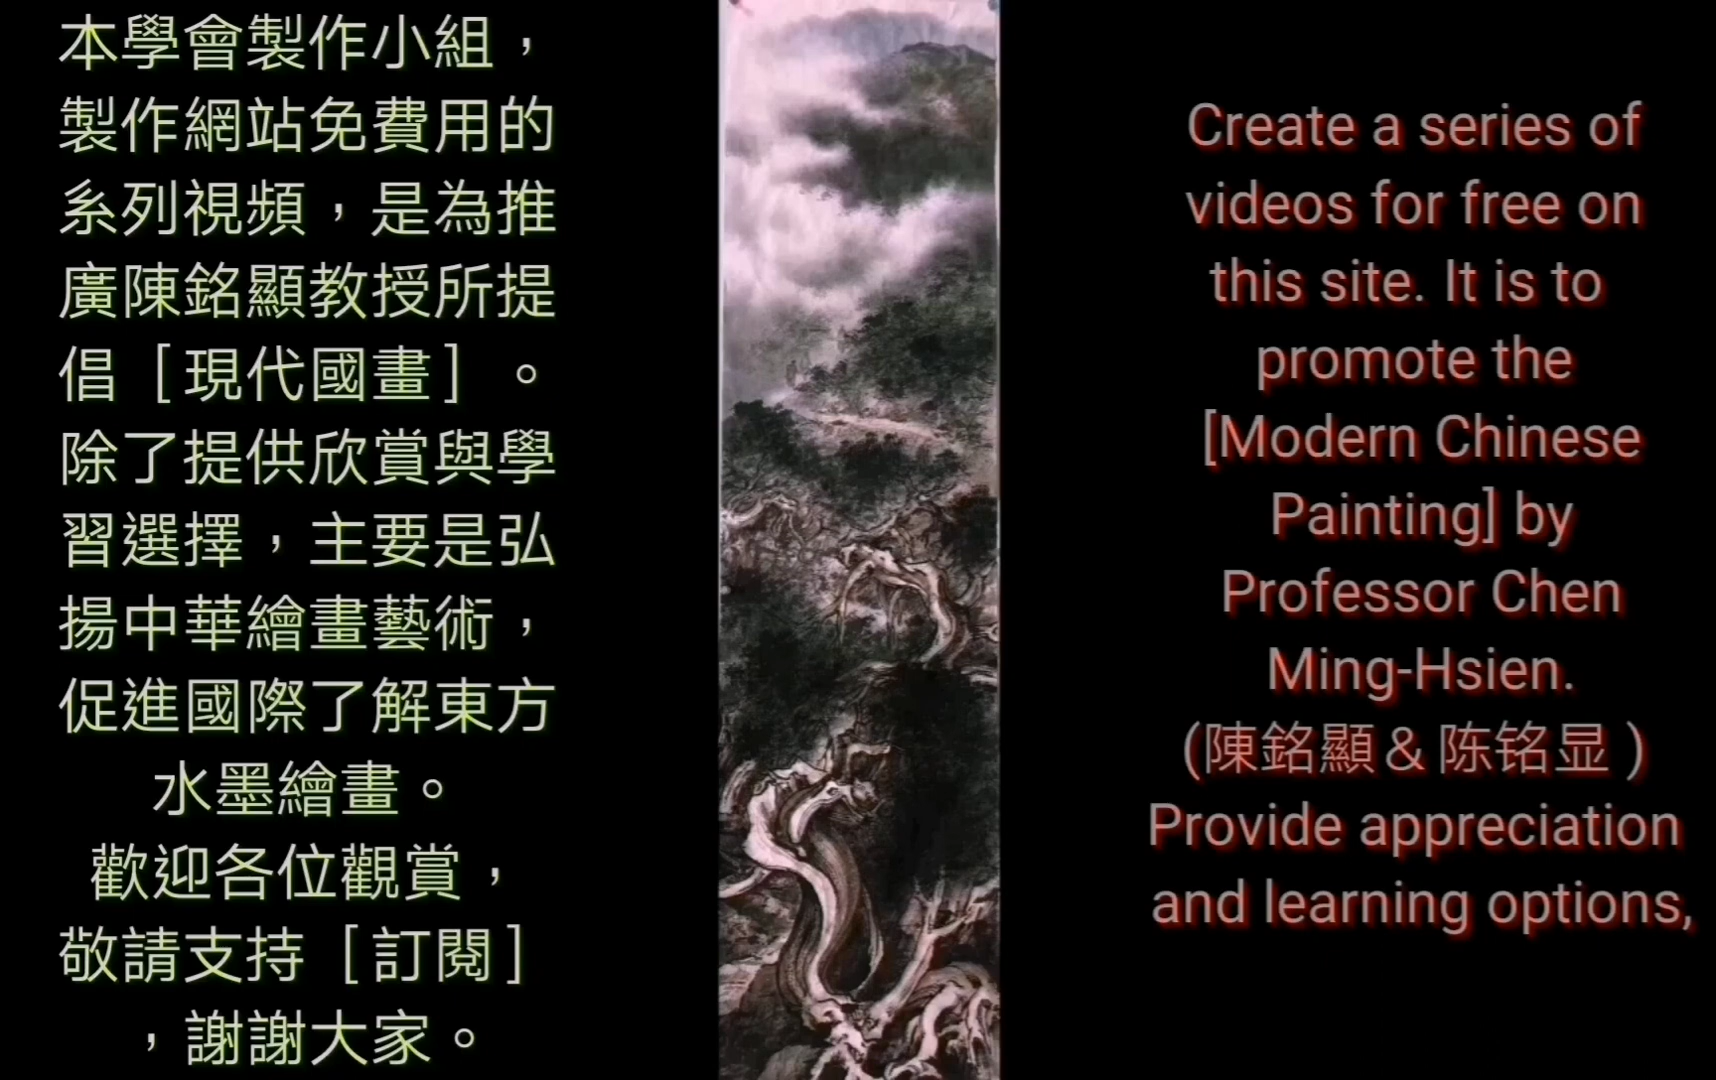 本學會製作小組，
製作網站免費用的
糸列視頻，是為推
廣陳銘顯教授所提
倡［現代國畫］。
除了提供欣賞與學
習選擇，主要是弘
揚中華繪畫藝術，
促進國際了解東方
水墨繪畫。
歡迎各位觀賞，
敬請支持［訂閱］
，謝謝大家。
Create a series of
videos for free on
this site. It is to
promote the
[Modern Chinese
Painting] by
Professor Chen
Ming-Hsien.
(陳銘顯＆陈铭显 )
Provide appreciation
and learning options,